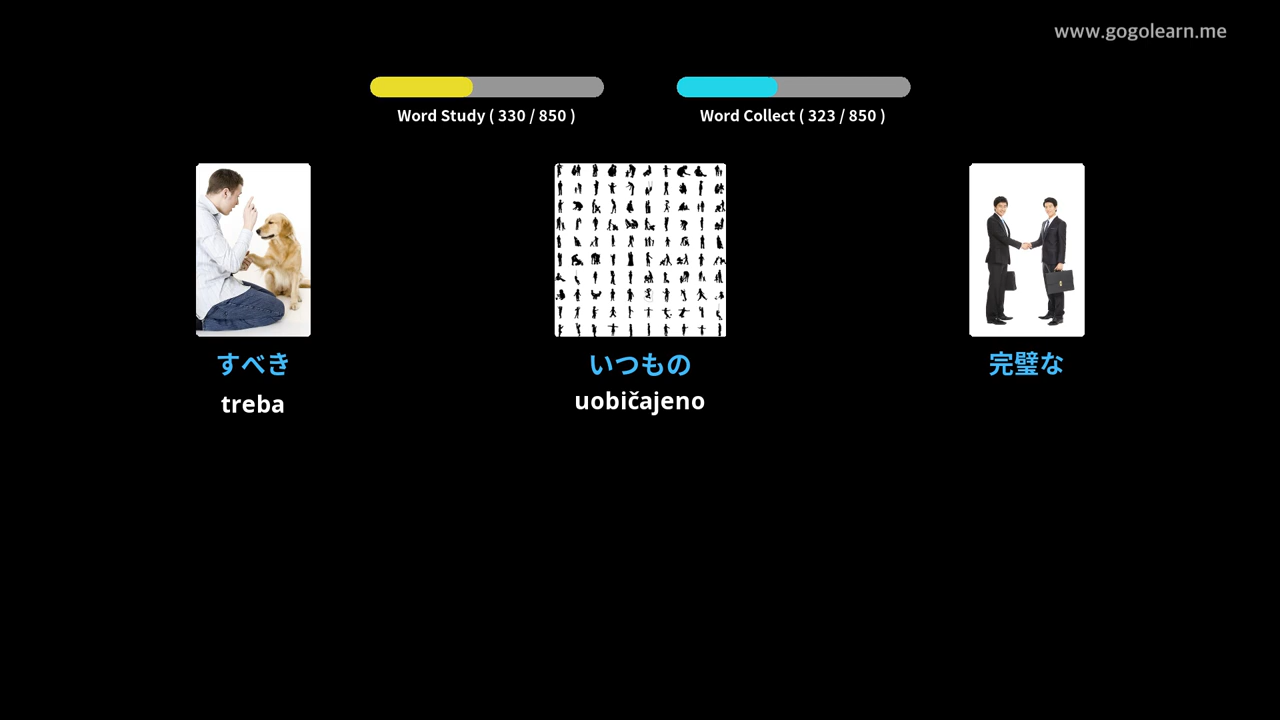 www.gogolearn.me
Word Study ( 330 / 850 )
Word Collect ( 323 / 850 )
すべき
いつもの
完璧な
treba
uobičajeno